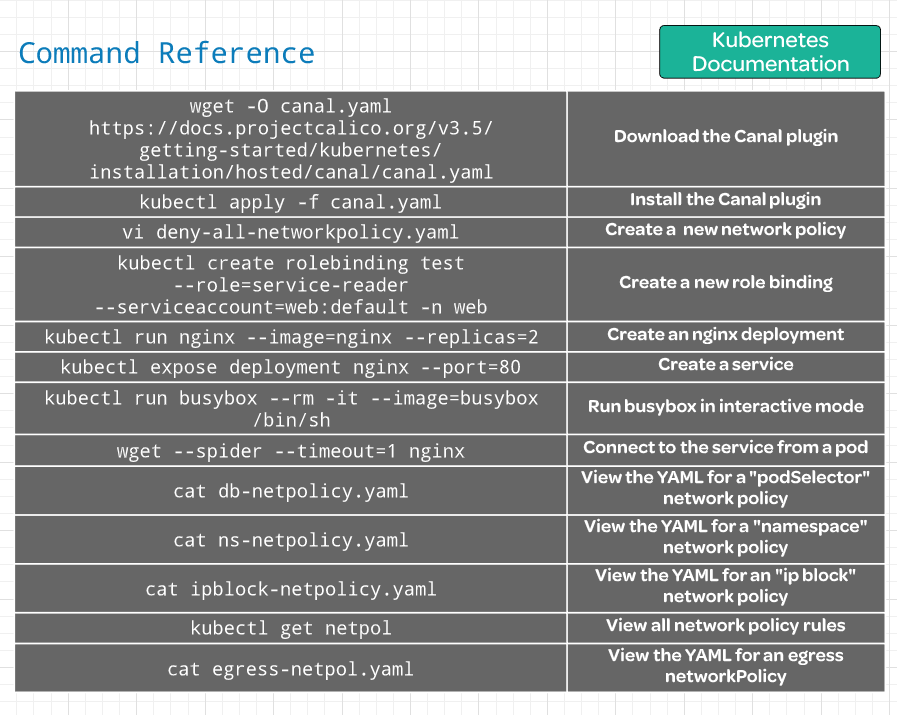 Command Reference
Kubernetes
Documentation
wget -O canal.yaml
https://docs.projectcalico.org/v3.5/
getting-started/kubernetes/
installation/hosted/canal/canal.yaml
Download the Canal plugin
kubectl apply -f canal.yaml
Install the Canal plugin
vi deny-all-networkpolicy.yaml
Create a new network policy
kubectl create rolebinding test
--role=service-reader
--serviceaccount=web:default -n web
Create a new role binding
kubectl run nginx --image=nginx --replicas=2
Create an nginx deployment
kubectl expose deployment nginx --port=80
Create a service
kubectl run busybox --rm -it --image=busybox
/bin/sh
Run busybox in interactive mode
wget --spider --timeout=1 nginx
Connect to the service from a pod
cat db-netpolicy.yaml
View the YAML for a "podSelector"
network policy
cat ns-netpolicy.yaml
View the YAML for a "namespace"
network policy
cat ipblock-netpolicy.yaml
View the YAML for an "ip block"
network policy
kubectl get netpol
View all network policy rules
cat egress-netpol.yaml
View the YAML for an egress
networkPolicy